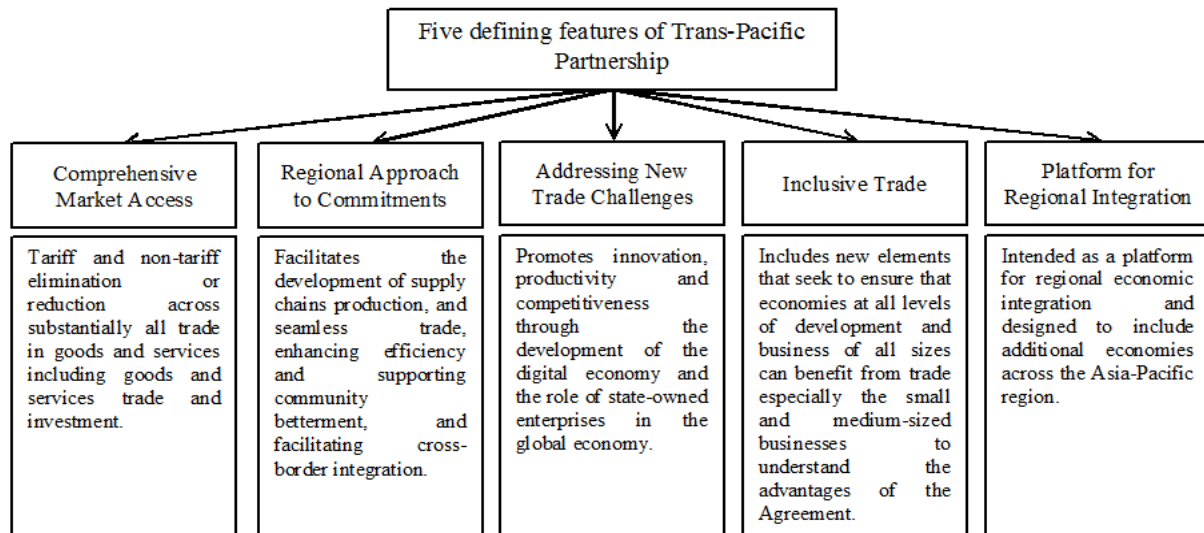 Five defining features of Trans-Pacific
Partnership
Comprehensive
Market Access
Regional Approach
to Commitments
Addressing New
Trade Challenges
Inclusive Trade
Platform for
Regional Integration
Tariff and non-tariff
elimination or
reduction across
substantially all trade
in goods and services
including goods and
services trade and
investment.
Facilitates the
development of supply
chains production, and
seamless trade,
enhancing efficiency
and supporting
community
betterment, and
facilitating cross-
border integration.
Promotes innovation,
productivity and
competitiveness
through the
development of the
digital economy and
the role of state-owned
enterprises in the
global economy.
Includes new elements
that seek to ensure that
economies at all levels
of development and
business of all sizes
can benefit from trade
especially the small
and medium-sized
businesses to
understand the
advantages of the
Agreement.
Intended as a platform
for regional economic
integration and
designed to include
additional economies
across the Asia-Pacific
region.